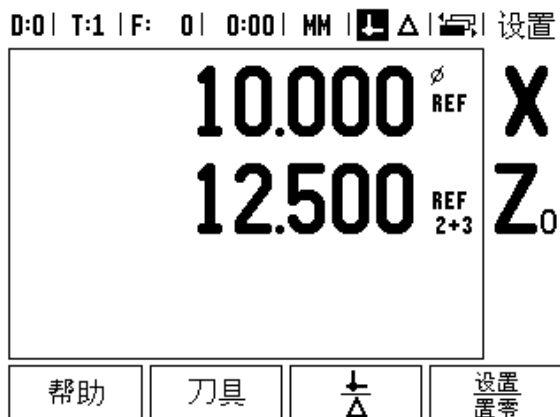 D:0 T:1 F: 0 0:00 MM Δ 设置
10.000 Ø REF X
12.500 REF 2+3 Z0
帮助 刀具 Δ 设置 置零